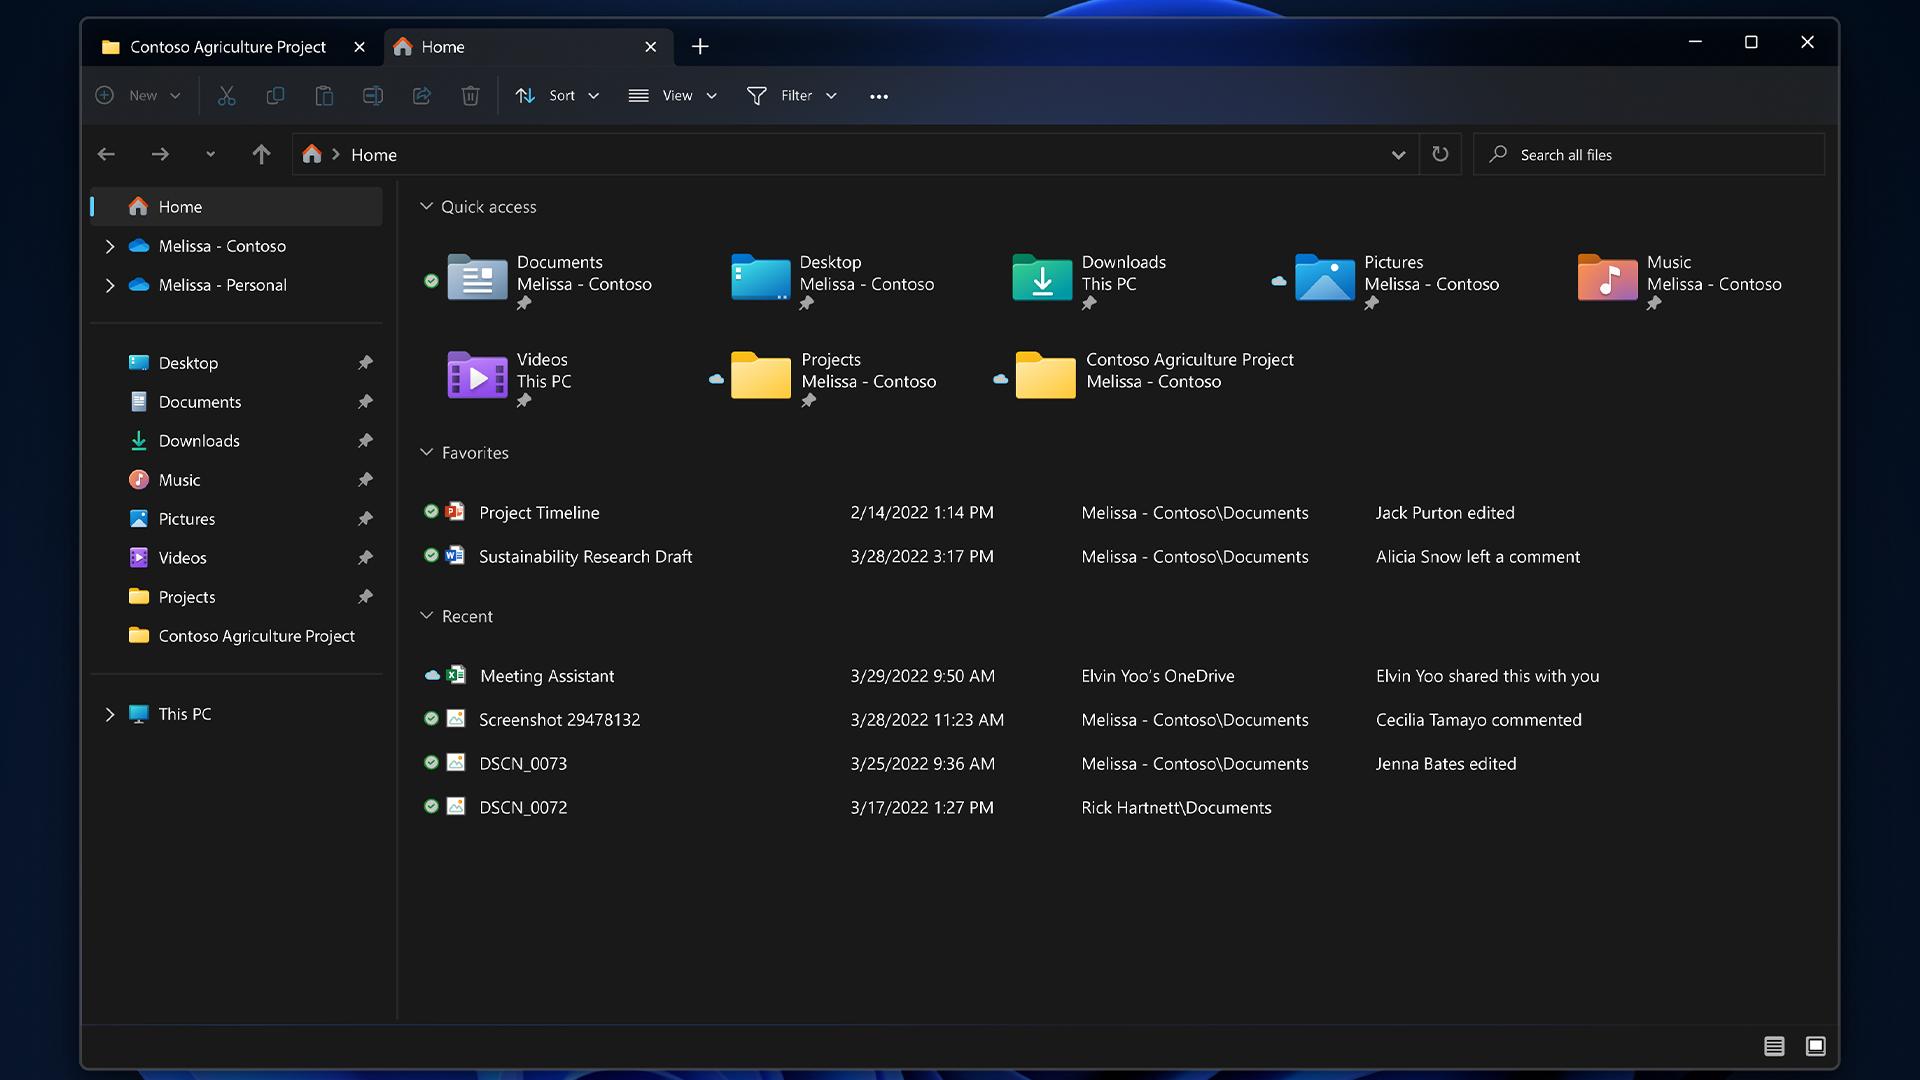 Contoso Agriculture Project
Home
New
Sort
View
Filter
Home
Search all files
Home
Melissa - Contoso
Melissa - Personal
Desktop
Documents
Downloads
Music
Pictures
Videos
Projects
Contoso Agriculture Project
This PC
Quick access
Documents
Melissa - Contoso
Desktop
Melissa - Contoso
Downloads
This PC
Pictures
Melissa - Contoso
Music
Melissa - Contoso
Videos
This PC
Projects
Melissa - Contoso
Contoso Agriculture Project
Melissa - Contoso
Favorites
Project Timeline 2/14/2022 1:14 PM Melissa - Contoso\Documents Jack Purton edited
Sustainability Research Draft 3/28/2022 3:17 PM Melissa - Contoso\Documents Alicia Snow left a comment
Recent
Meeting Assistant 3/29/2022 9:50 AM Elvin Yoo's OneDrive Elvin Yoo shared this with you
Screenshot 29478132 3/28/2022 11:23 AM Melissa - Contoso\Documents Cecilia Tamayo commented
DSCN_0073 3/25/2022 9:36 AM Melissa - Contoso\Documents Jenna Bates edited
DSCN_0072 3/17/2022 1:27 PM Rick Hartnett\Documents